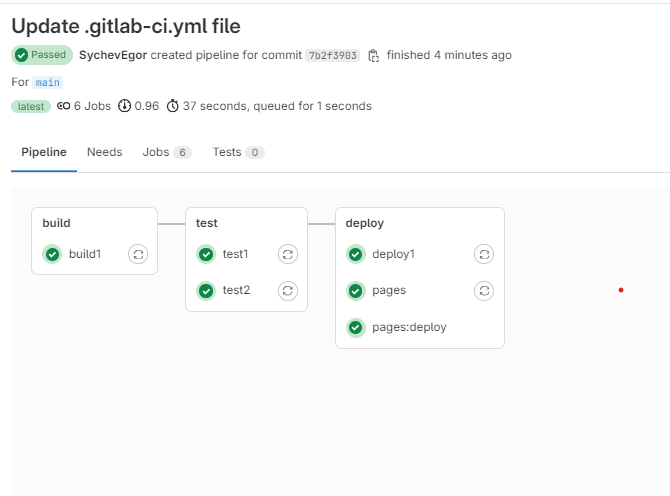 Update .gitlab-ci.yml file
Passed SychevEgor created pipeline for commit 7b2f3903 finished 4 minutes ago
For main
latest 6 Jobs 0.96 37 seconds, queued for 1 seconds
Pipeline Needs Jobs 6 Tests 0
build test deploy
build1 test1 deploy1
test2 pages
pages:deploy